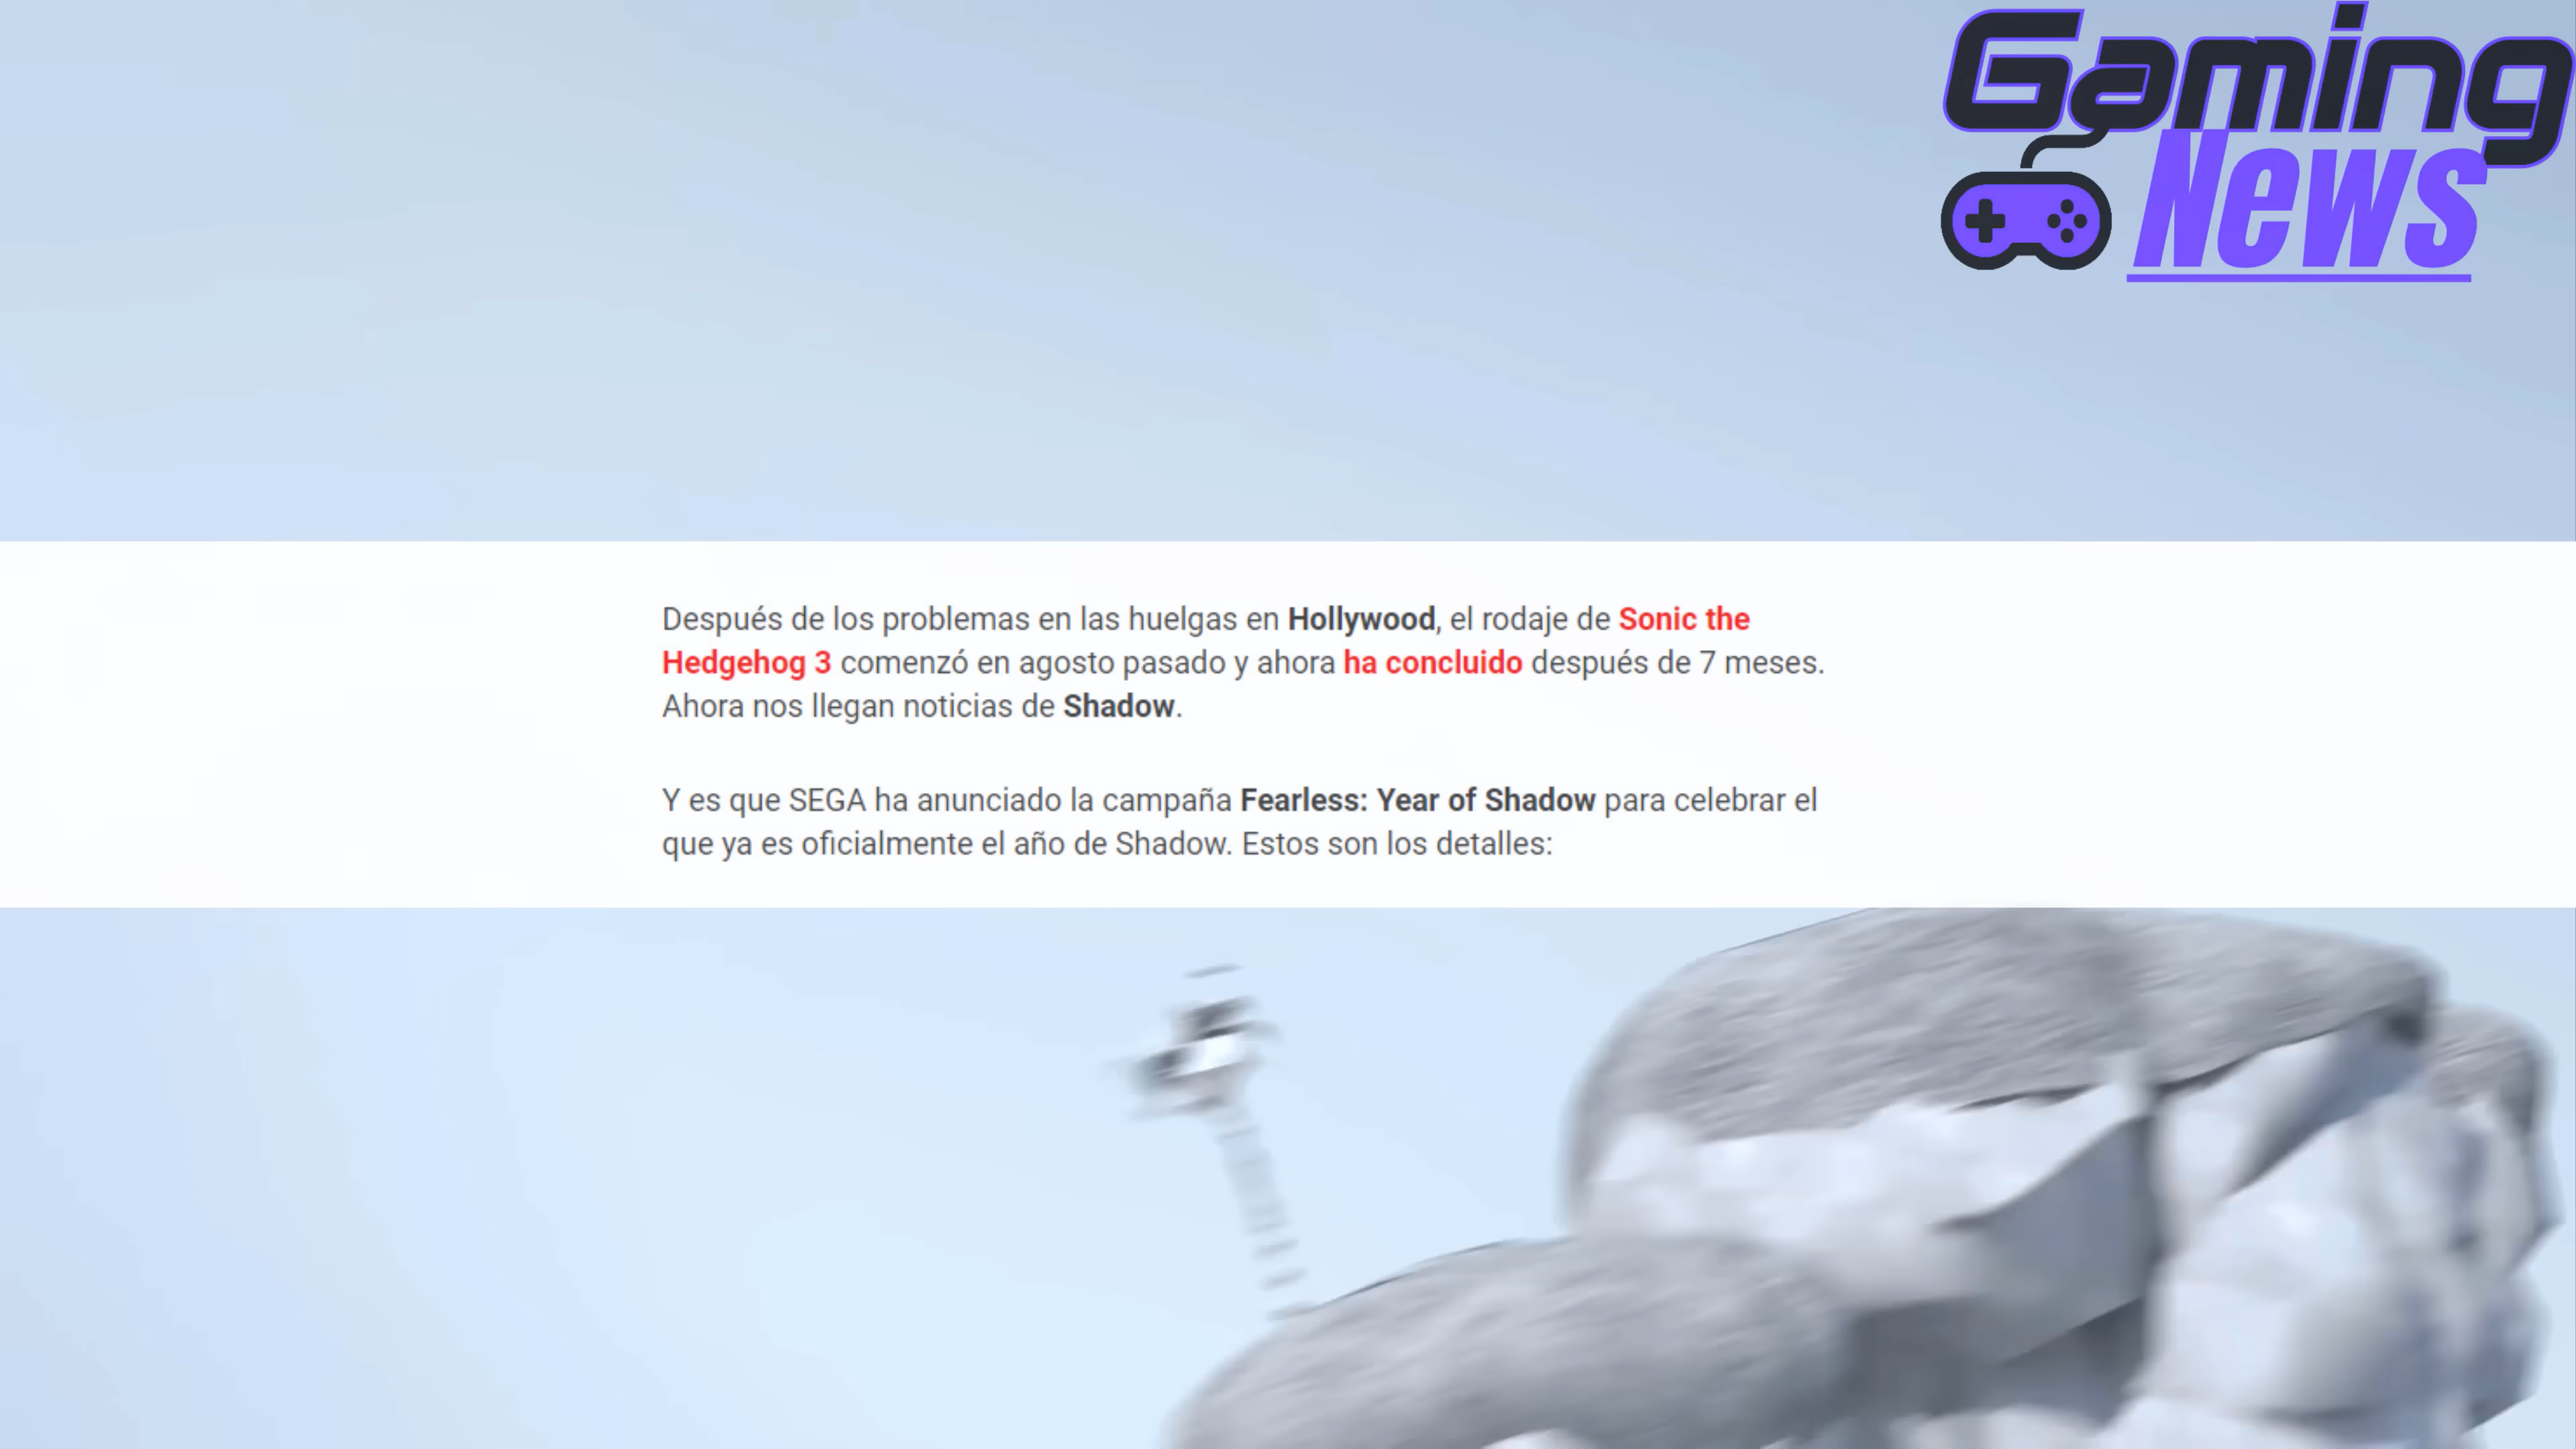 Gaming
News
Después de los problemas en las huelgas en Hollywood, el rodaje de Sonic the
Hedgehog 3 comenzó en agosto pasado y ahora ha concluido después de 7 meses.
Ahora nos llegan noticias de Shadow.
Y es que SEGA ha anunciado la campaña Fearless: Year of Shadow para celebrar el
que ya es oficialmente el año de Shadow. Estos son los detalles: